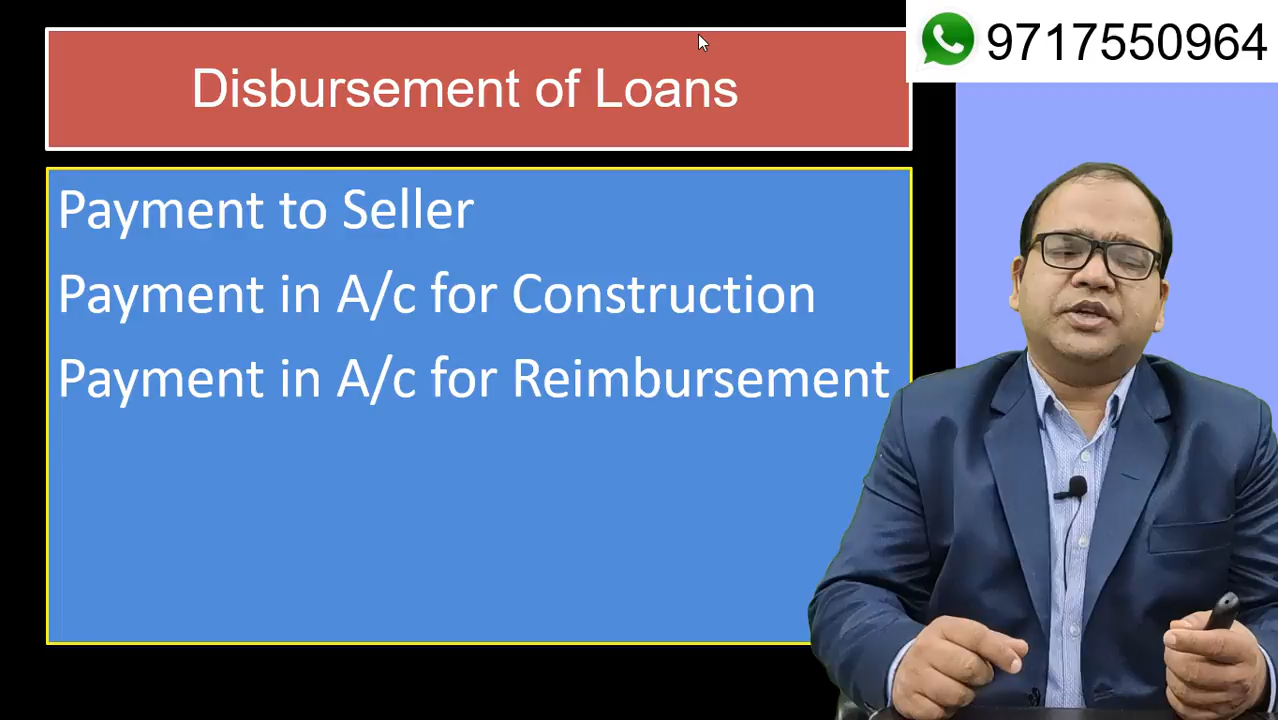 Disbursement of Loans
9717550964
Payment to Seller
Payment in A/c for Construction
Payment in A/c for Reimbursement